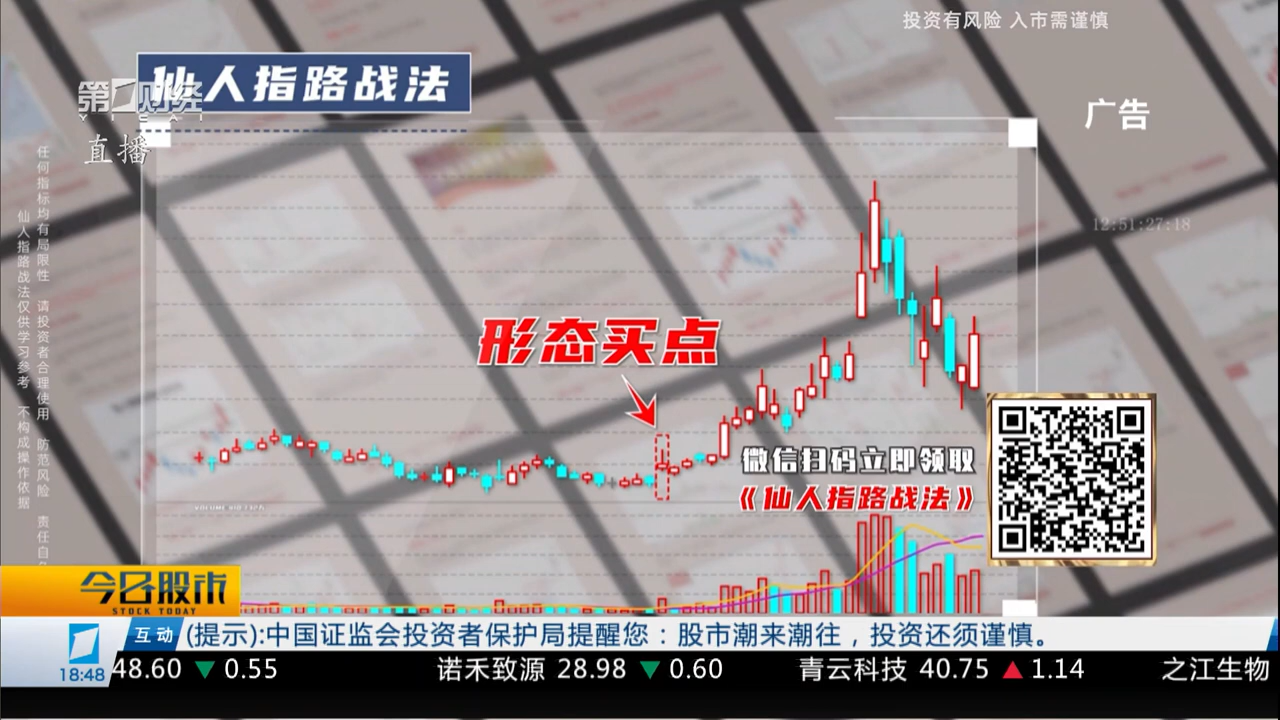 投资有风险 入市需谨慎
仙人指路战法
第一财经
YICAI
直播
广告
12:51:27:18
任何指标均有局限性 请投资者合理使用 防范风险 责任自负
仙人指路战法仅供学习参考 不构成操作依据
形态买点
微信扫码立即领取
《仙人指路战法》
今日股市
STOCK TODAY
互动
(提示):中国证监会投资者保护局提醒您：股市潮来潮往，投资还须谨慎。
18:48
48.60 ▼ 0.55 诺禾致源 28.98 ▼ 0.60 青云科技 40.75 ▲ 1.14 之江生物